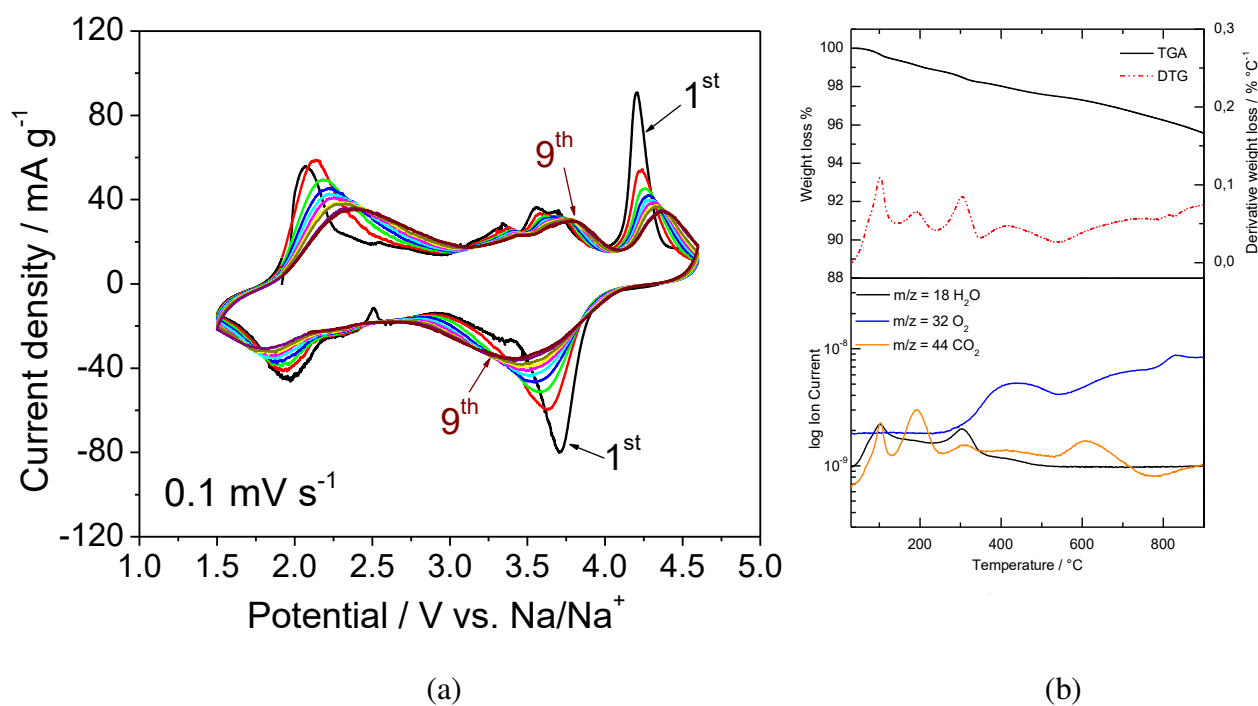 120
80
40
0
-40
-80
-120
Current density / mA g⁻¹
1ˢᵗ
9ᵗʰ
9ᵗʰ
1ˢᵗ
0.1 mV s⁻¹
1.0 1.5 2.0 2.5 3.0 3.5 4.0 4.5 5.0
Potential / V vs. Na/Na⁺
(a)
100
98
96
94
92
90
88
Weight loss %
TGA
DTG
0,3
0,2
0,1
0,0
Derivative weight loss / % °C⁻¹
m/z = 18 H₂O
m/z = 32 O₂
m/z = 44 CO₂
10⁻⁸
10⁻⁹
log Ion Current
200 400 600 800
Temperature / °C
(b)